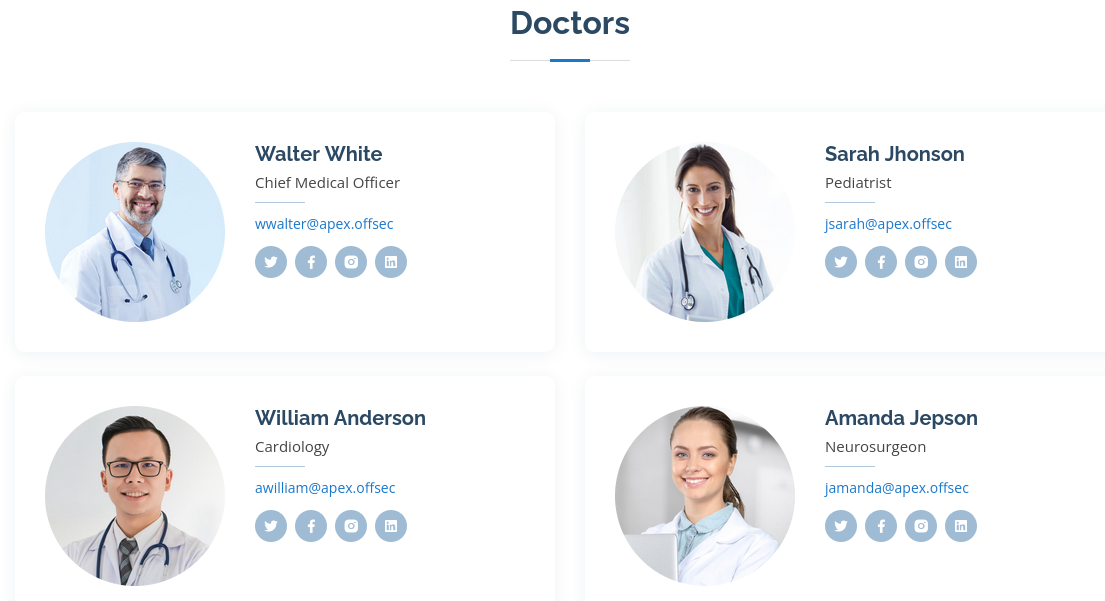 Doctors
Walter White
Chief Medical Officer
wwalter@apex.offsec
Sarah Jhonson
Pediatrist
jsarah@apex.offsec
William Anderson
Cardiology
awilliam@apex.offsec
Amanda Jepson
Neurosurgeon
jamanda@apex.offsec